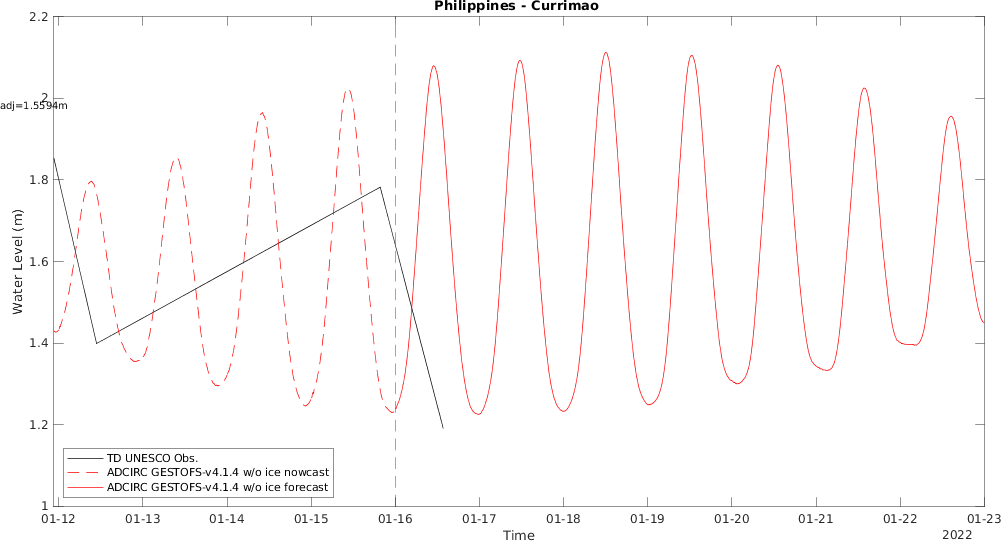 Philippines - Currimao
2.2
2
adj=1.5594m
1.8
1.6
1.4
1.2
1
Water Level (m)
TD UNESCO Obs.
ADCIRC GESTOFS-v4.1.4 w/o ice nowcast
ADCIRC GESTOFS-v4.1.4 w/o ice forecast
01-12 01-13 01-14 01-15 01-16 01-17 01-18 01-19 01-20 01-21 01-22 01-23
Time
2022